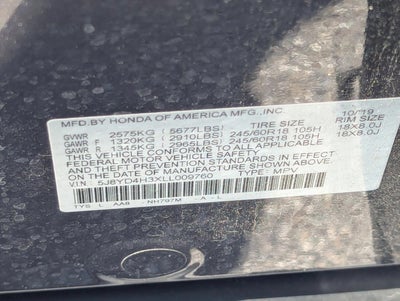 MFD.BY HONDA OF AMERICA MFG.,INC. 10/19
TIRE SIZE RIM SIZE
GVWR 2575KG (5677LBS)
GAWR F 1320KG (2910LBS) 245/60R18 105H 18X8.0J
GAWR R 1345KG (2965LBS) 245/60R18 105H 18X8.0J
THIS VEHICLE CONFORMS TO ALL APPLICABLE
FEDERAL MOTOR VEHICLE SAFETY, BUMPER,
AND THEFT PREVENTION STANDARDS IN EFFECT
ON THE DATE OF MANUFACTURE SHOWN ABOVE.
VIN: 5J8YD4H3XLL009760 TYPE: MPV
TYS L AA8 NH797M -A -L